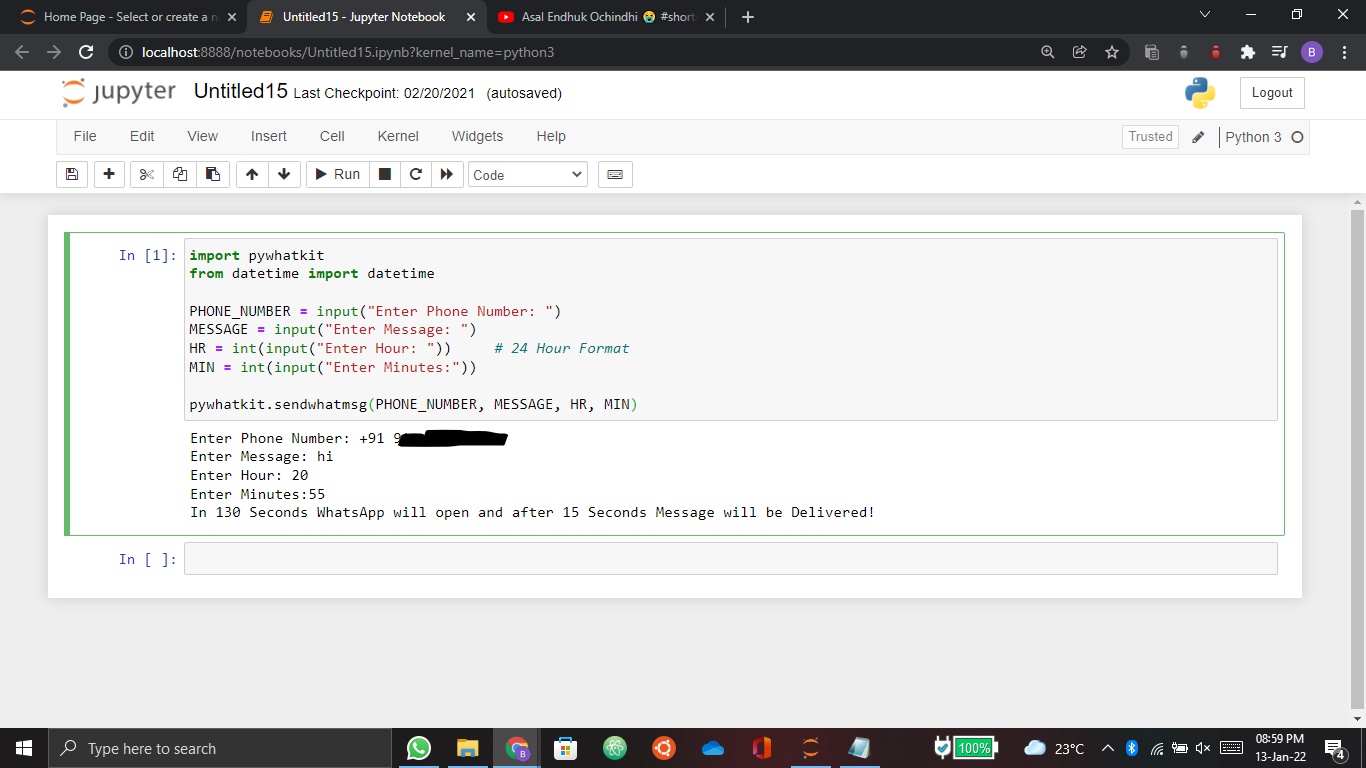 Home Page - Select or create a n
Untitled15 - Jupyter Notebook
Asal Endhuk Ochindhi 😭 #short
localhost:8888/notebooks/Untitled15.ipynb?kernel_name=python3
B
jupyter Untitled15 Last Checkpoint: 02/20/2021 (autosaved)
Logout
File Edit View Insert Cell Kernel Widgets Help
Trusted
Python 3
Run
Code
In [1]:
import pywhatkit
from datetime import datetime
PHONE_NUMBER = input("Enter Phone Number: ")
MESSAGE = input("Enter Message: ")
HR = int(input("Enter Hour: ")) # 24 Hour Format
MIN = int(input("Enter Minutes:"))
pywhatkit.sendwhatmsg(PHONE_NUMBER, MESSAGE, HR, MIN)
Enter Phone Number: +91 9
Enter Message: hi
Enter Hour: 20
Enter Minutes:55
In 130 Seconds WhatsApp will open and after 15 Seconds Message will be Delivered!
In [ ]:
Type here to search
B
100%
23°C
08:59 PM
13-Jan-22
4